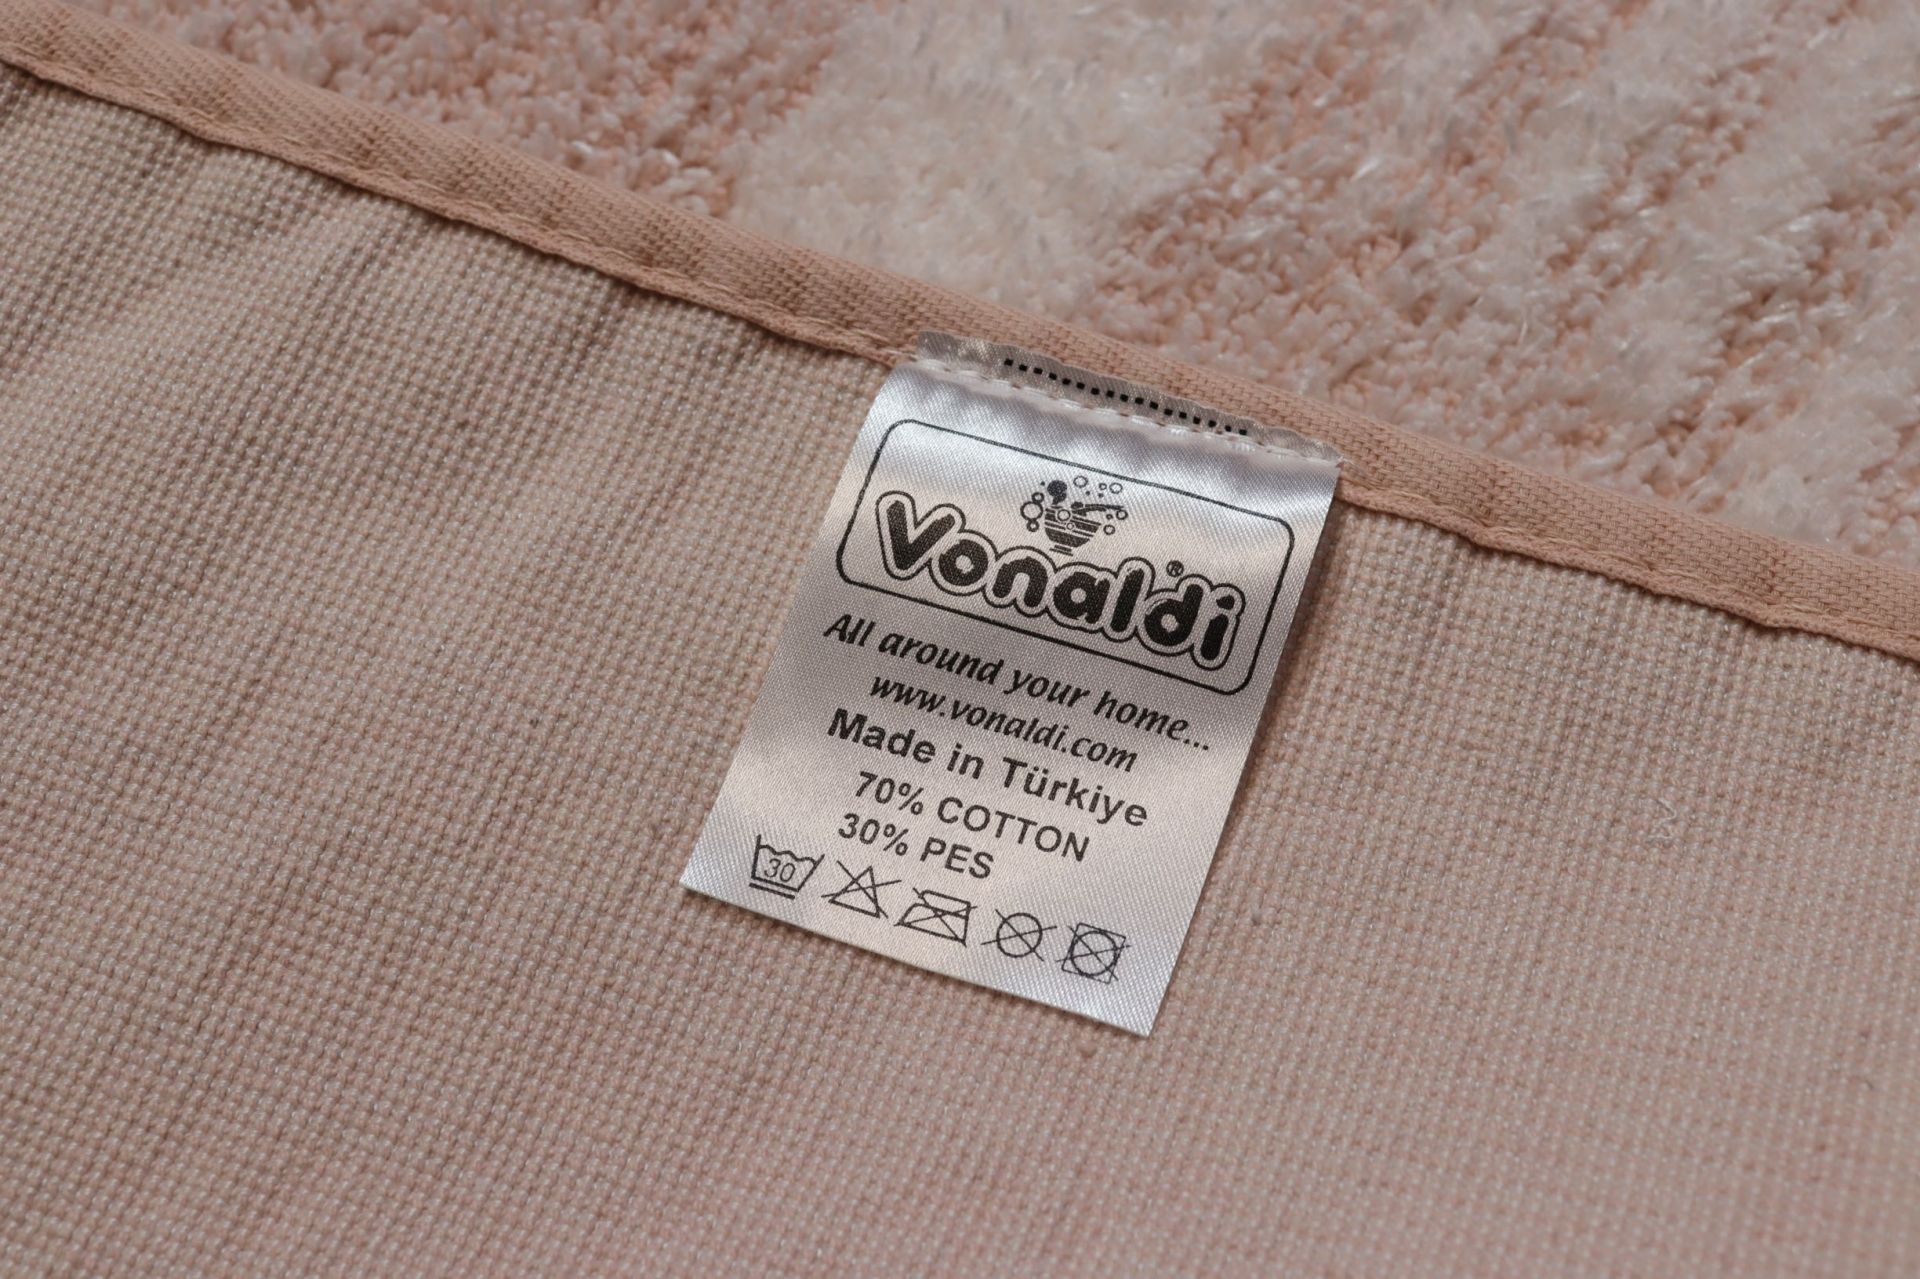 Vonaldi®
All around your home...
www.vonaldi.com
Made in Türkiye
70% COTTON
30% PES
30